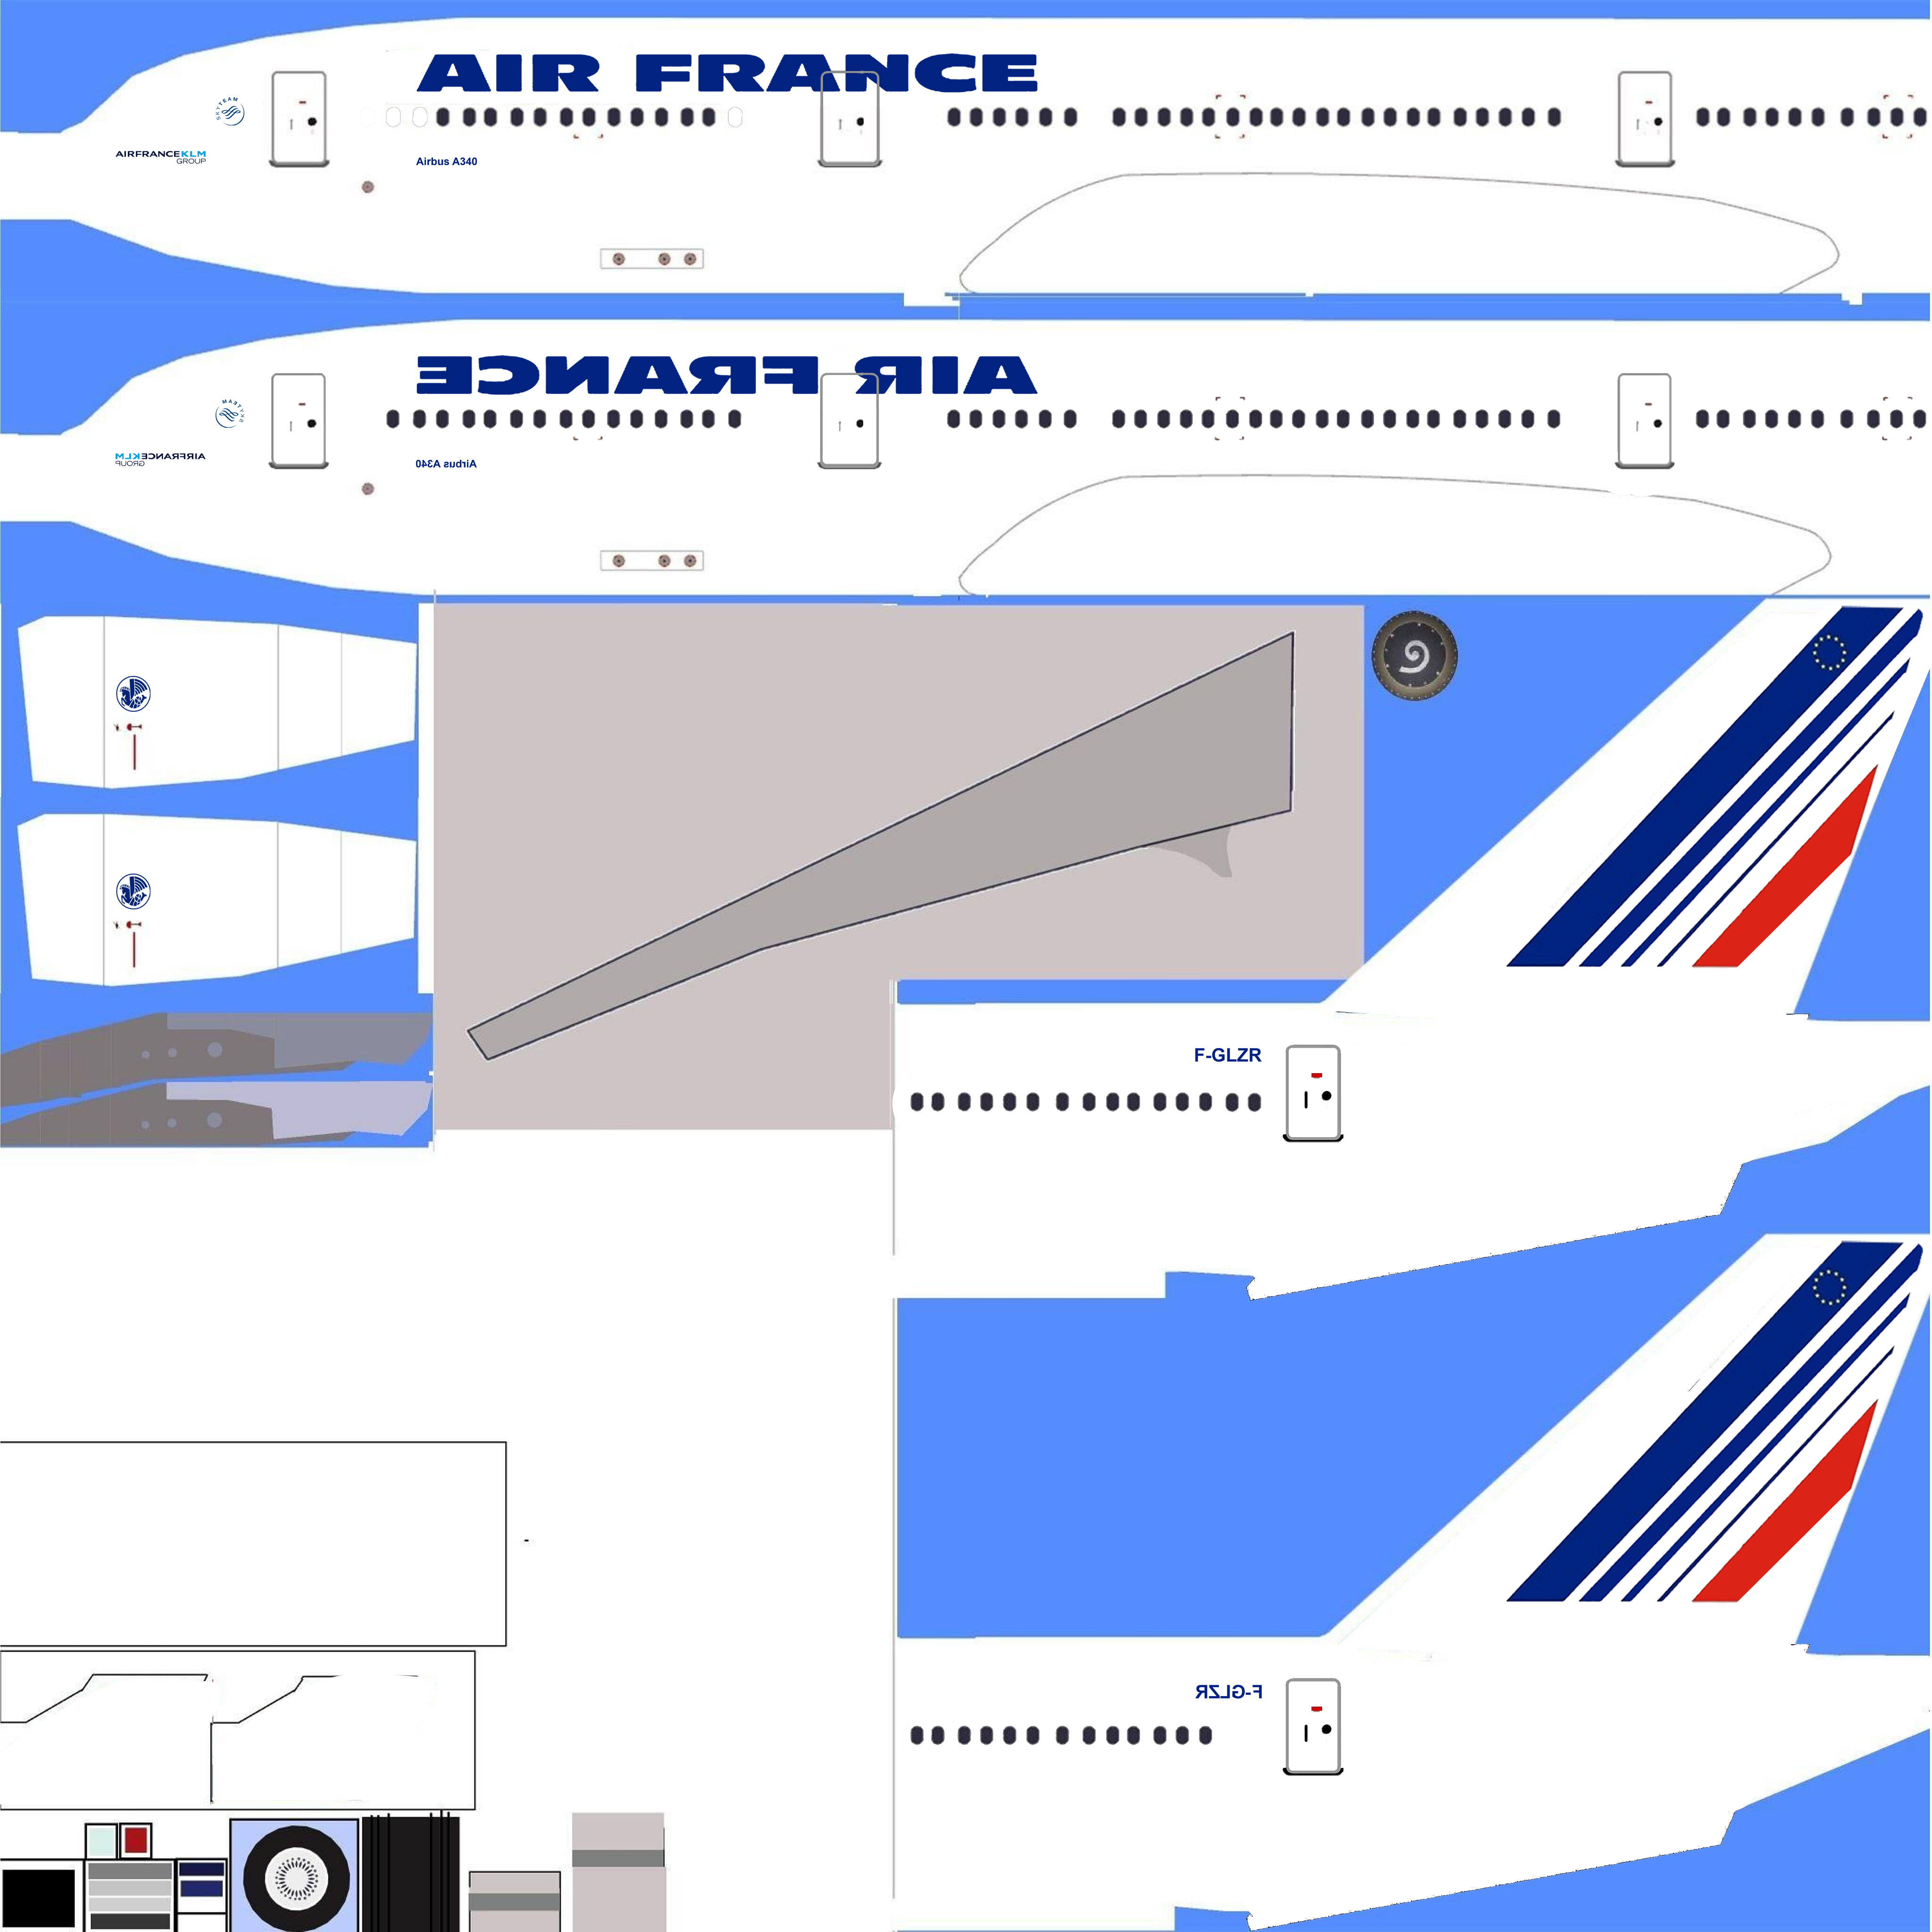 AIR FRANCE
SKYTEAM
AIRFRANCEKLM
GROUP
Airbus A340
AIR FRANCE
SKYTEAM
AIRFRANCEKLM
GROUP
Airbus A340
F-GLZR
F-GLZR